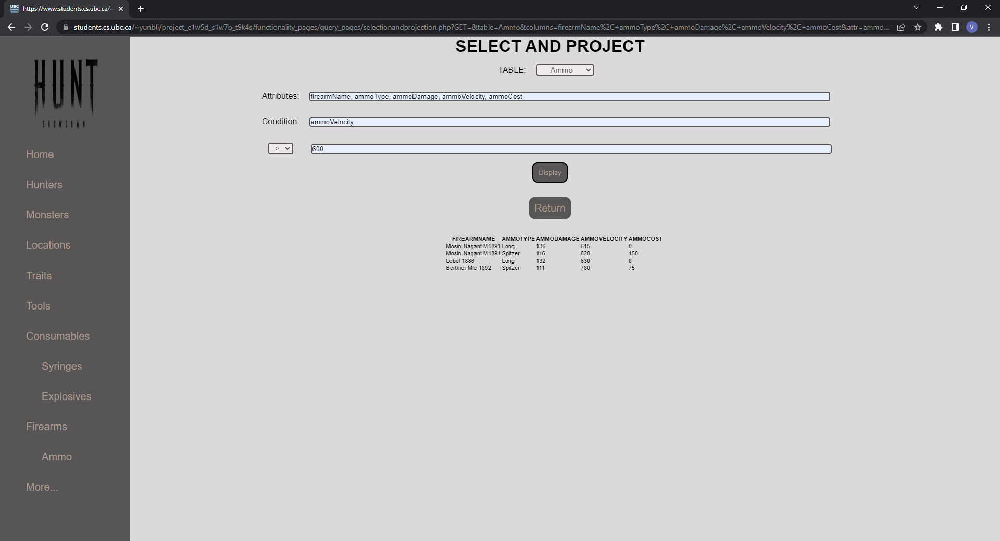 UBC
https://www.students.cs.ubc.ca/~
students.cs.ubc.ca/~yunbli/project_e1w5d_s1w7b_t9k4s/functionality_pages/query_pages/selectionandprojection.php?GET=&table=Ammo&columns=firearmName%2C+ammoType%2C+ammoDamage%2C+ammoVelocity%2C+ammoCost&attr=ammo...
V
HUNT
SHOWDOWN
Home
Hunters
Monsters
Locations
Traits
Tools
Consumables
Syringes
Explosives
Firearms
Ammo
More...
SELECT AND PROJECT
TABLE: Ammo
Attributes: firearmName, ammoType, ammoDamage, ammoVelocity, ammoCost
Condition: ammoVelocity
> 600
Display
Return
FIREARMNAME AMMOTYPE AMMODAMAGE AMMOVELOCITY AMMOCOST
Mosin-Nagant M1891 Long 136 615 0
Mosin-Nagant M1891 Spitzer 116 820 150
Lebel 1886 Long 132 630 0
Berthier Mle 1892 Spitzer 111 780 75